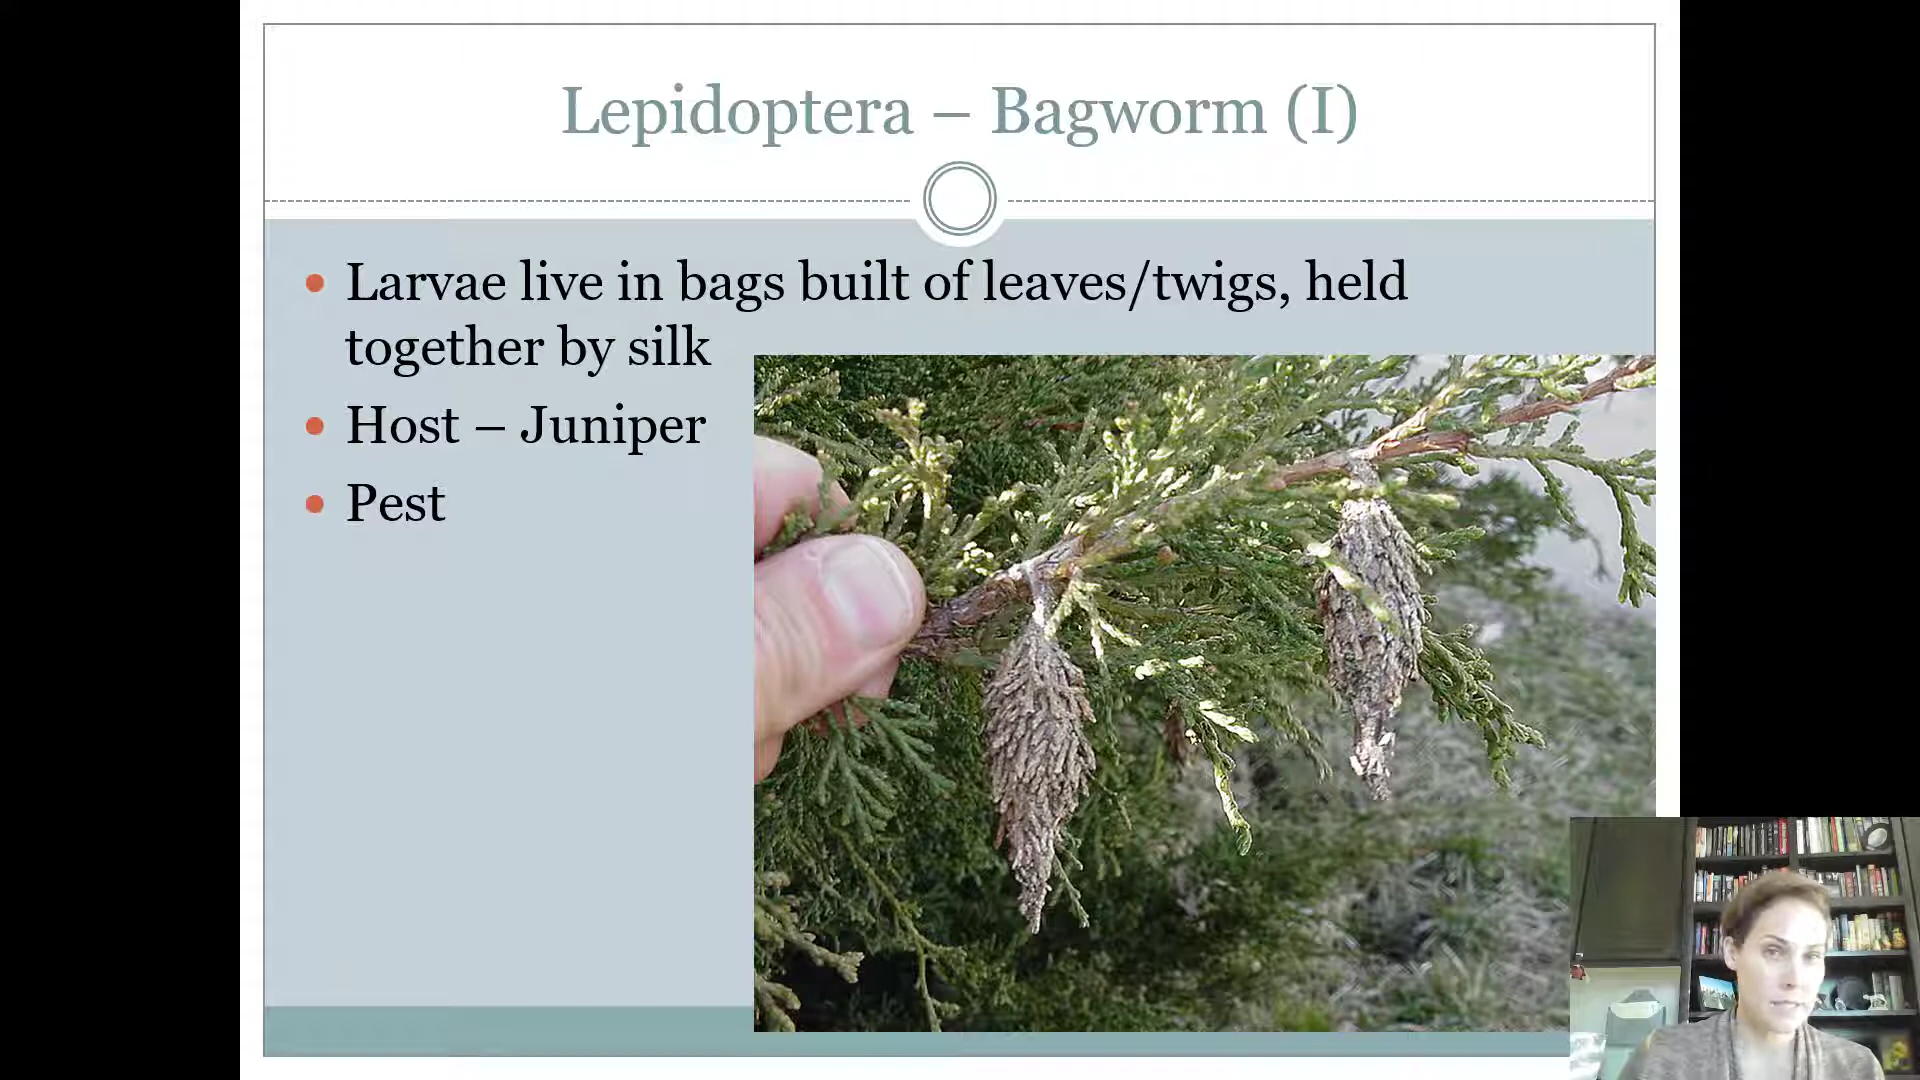 Lepidoptera – Bagworm (I)
Larvae live in bags built of leaves/twigs, held
together by silk
Host – Juniper
Pest